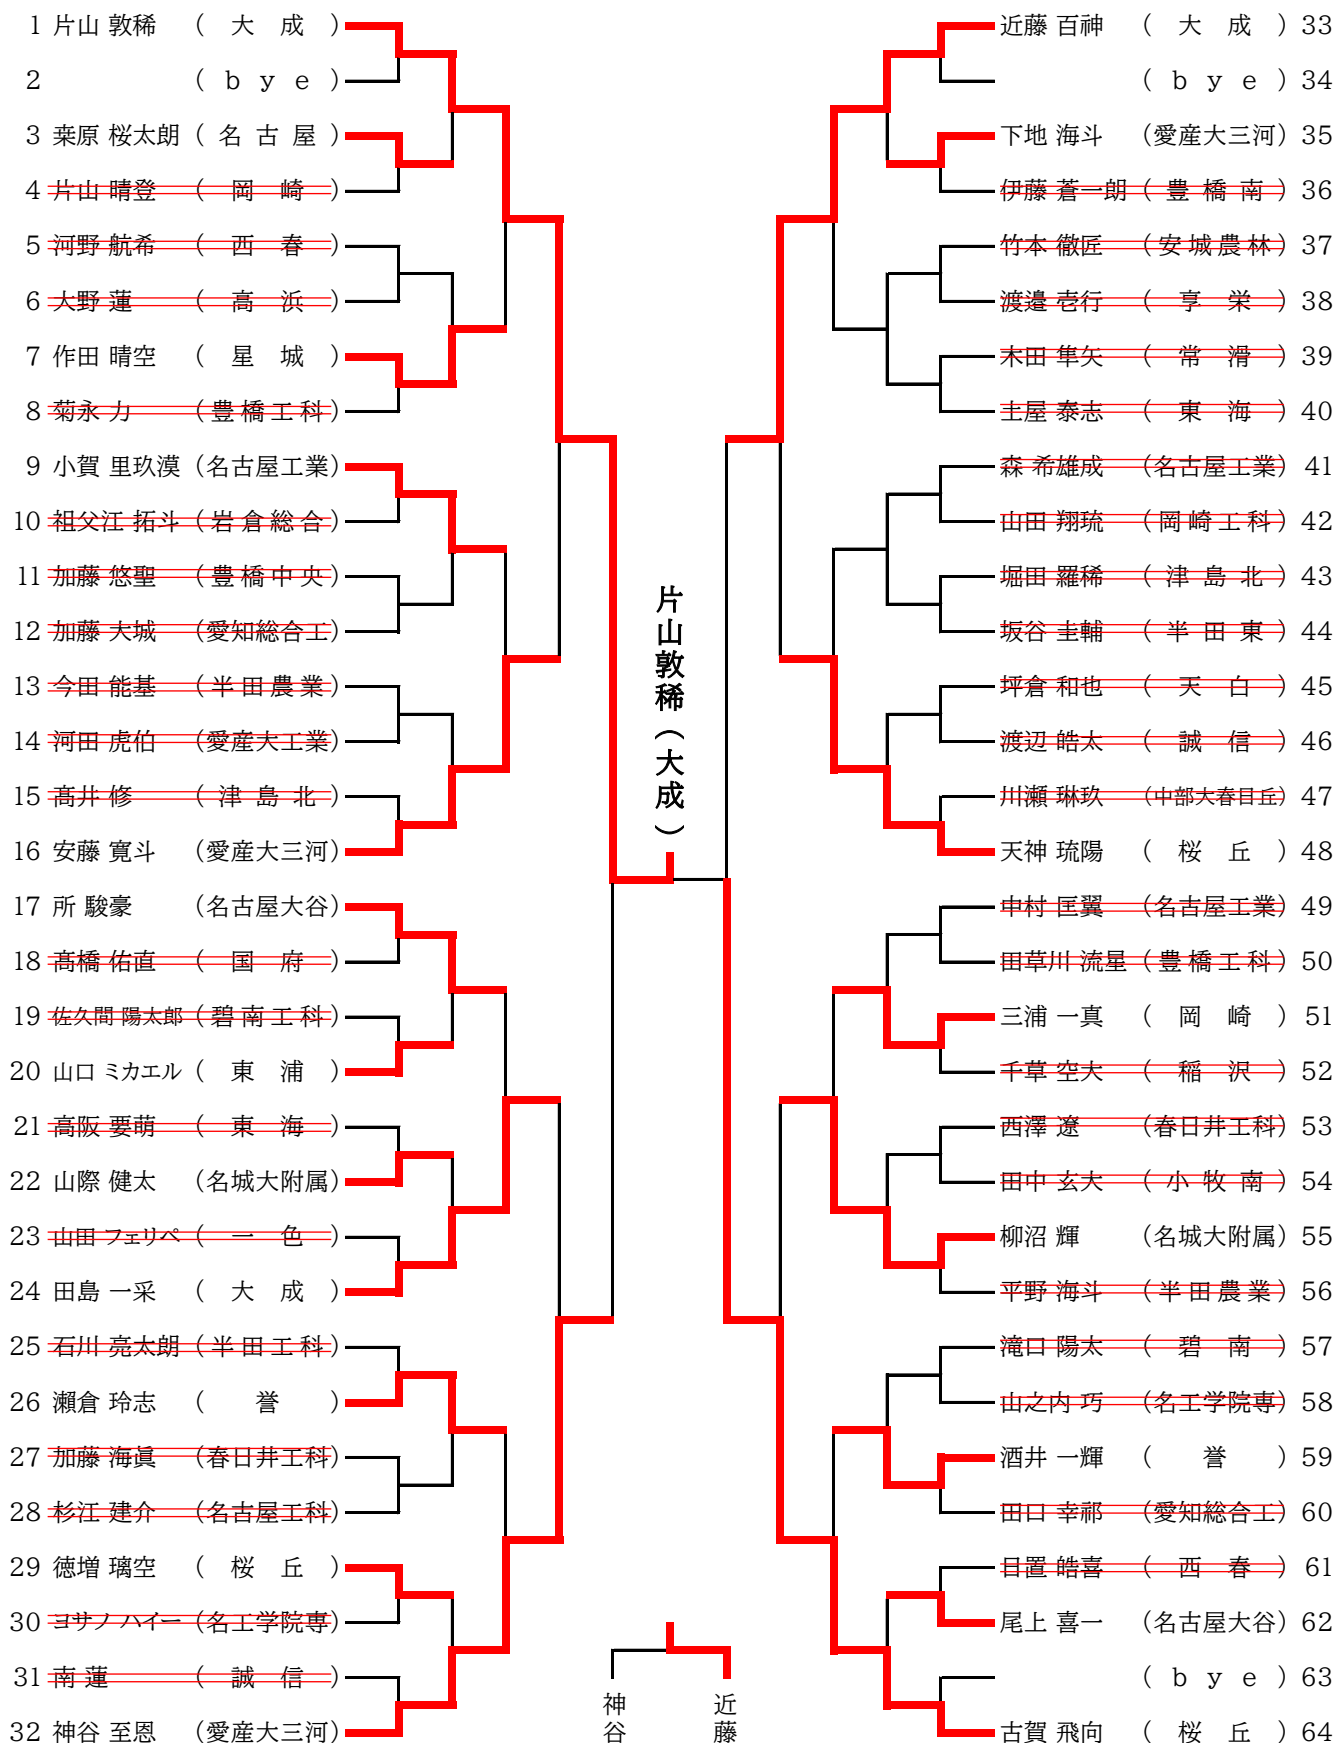 1 片山 敦稀 （ 大 成 ）
2 （ b y e ）
3 桒原 桜太朗 （ 名 古 屋 ）
4 片山 晴登 （ 岡 崎 ）
5 河野 航希 （ 西 春 ）
6 大野 蓮 （ 高 浜 ）
7 作田 晴空 （ 星 城 ）
8 菊永 力 （豊橋工科）
9 小賀 里玖漠 （名古屋工業）
10 祖父江 拓斗 （岩倉総合）
11 加藤 悠聖 （豊橋中央）
12 加藤 大城 （愛知総合工）
13 今田 能基 （半田農業）
14 河田 虎伯 （愛産大工業）
15 髙井 修 （ 津 島 北 ）
16 安藤 寛斗 （愛産大三河）
17 所 駿豪 （名古屋大谷）
18 髙橋 佑直 （ 国 府 ）
19 佐久間 陽太郎 （碧南工科）
20 山口 ミカエル （ 東 浦 ）
21 高阪 要萌 （ 東 海 ）
22 山際 健太 （名城大附属）
23 山田 フェリペ （ 一 色 ）
24 田島 一采 （ 大 成 ）
25 石川 亮太朗 （半田工科）
26 瀬倉 玲志 （ 誉 ）
27 加藤 海眞 （春日井工科）
28 杉江 建介 （名古屋工科）
29 徳増 璃空 （ 桜 丘 ）
30 ヨサノ ハイー （名工学院専）
31 南 蓮 （ 誠 信 ）
32 神谷 至恩 （愛産大三河）
片山敦稀（大成）
神谷
近藤
近藤 百神 （ 大 成 ） 33
（ b y e ） 34
下地 海斗 （愛産大三河） 35
伊藤 蒼一朗 （ 豊 橋 南 ） 36
竹本 徹匠 （安城農林） 37
渡邉 壱行 （ 享 栄 ） 38
木田 隼矢 （ 常 滑 ） 39
土屋 泰志 （ 東 海 ） 40
森 希雄成 （名古屋工業） 41
山田 翔琉 （岡崎工科） 42
堀田 羅稀 （ 津 島 北 ） 43
坂谷 圭輔 （ 半 田 東 ） 44
坪倉 和也 （ 天 白 ） 45
渡辺 皓太 （ 誠 信 ） 46
川瀬 琳玖 （中部大春日丘） 47
天神 琉陽 （ 桜 丘 ） 48
中村 匡翼 （名古屋工業） 49
田草川 流星 （豊橋工科） 50
三浦 一真 （ 岡 崎 ） 51
千草 空大 （ 稲 沢 ） 52
西澤 遼 （春日井工科） 53
田中 玄大 （ 小 牧 南 ） 54
柳沼 輝 （名城大附属） 55
平野 海斗 （半田農業） 56
滝口 陽太 （ 碧 南 ） 57
山之内 巧 （名工学院専） 58
酒井 一輝 （ 誉 ） 59
田口 幸祁 （愛知総合工） 60
日置 皓喜 （ 西 春 ） 61
尾上 喜一 （名古屋大谷） 62
（ b y e ） 63
古賀 飛向 （ 桜 丘 ） 64